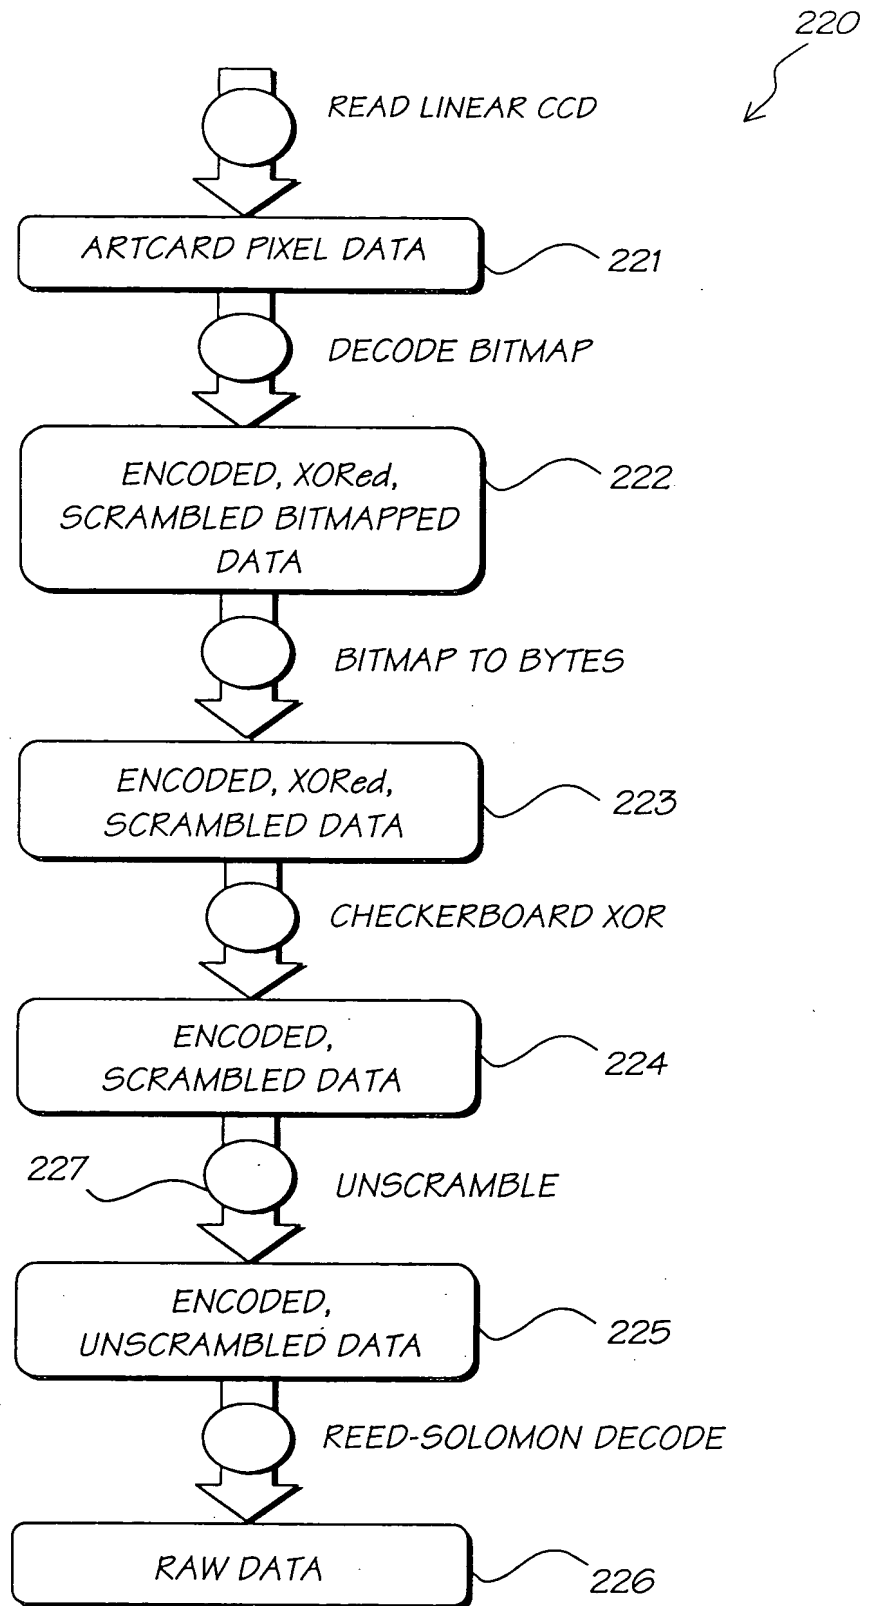 220
READ LINEAR CCD
ARTCARD PIXEL DATA
221
DECODE BITMAP
ENCODED, XORed,
SCRAMBLED BITMAPPED
DATA
222
BITMAP TO BYTES
ENCODED, XORed,
SCRAMBLED DATA
223
CHECKERBOARD XOR
ENCODED,
SCRAMBLED DATA
224
227
UNSCRAMBLE
ENCODED,
UNSCRAMBLED DATA
225
REED-SOLOMON DECODE
RAW DATA
226